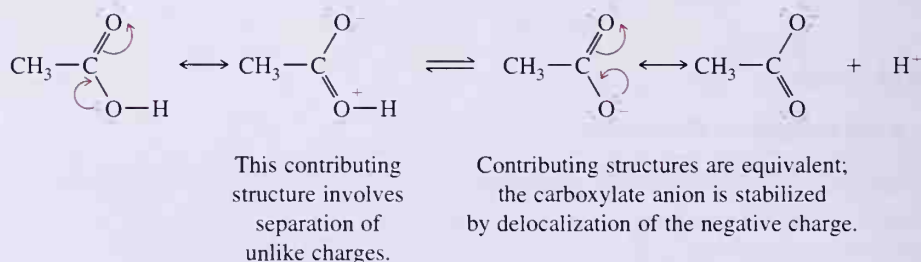 CH₃—C(=O)(O—H) ↔ CH₃—C(O⁻)(=O⁺—H) ⇌ CH₃—C(=O)(O⁻) ↔ CH₃—C(O⁻)(=O) + H⁺
This contributing
structure involves
separation of
unlike charges.
Contributing structures are equivalent;
the carboxylate anion is stabilized
by delocalization of the negative charge.